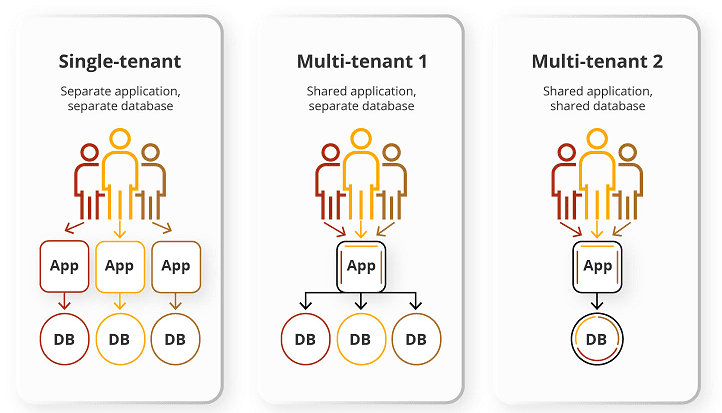 Single-tenant
Separate application,
separate database
App
App
App
DB
DB
DB
Multi-tenant 1
Shared application,
separate database
App
DB
DB
DB
Multi-tenant 2
Shared application,
shared database
App
DB